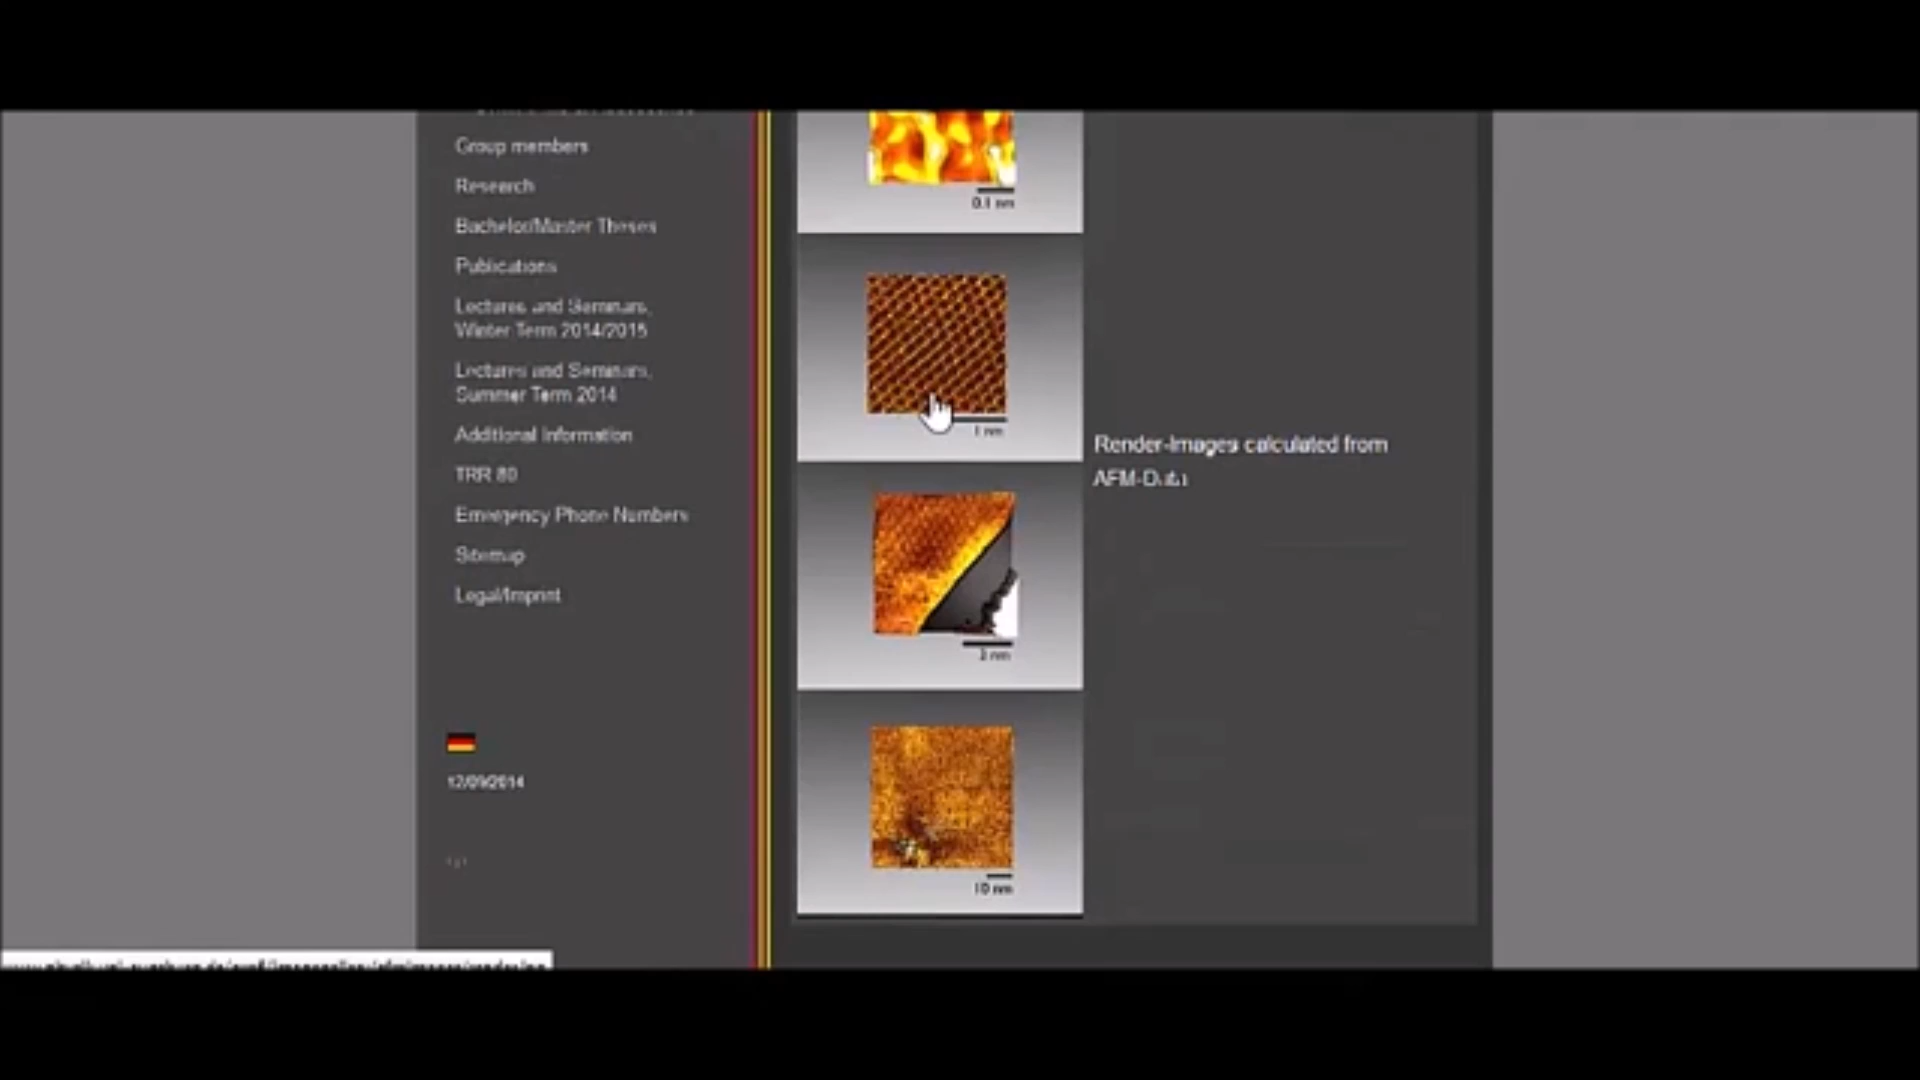 Group members
Research
Bachelor/Master Theses
Publications
Lectures and Seminars,
Winter Term 2014/2015
Lectures and Seminars,
Summer Term 2014
Additional Information
TRR 80
Emergency Phone Numbers
Sitemap
Legal/Imprint
12/09/2014
0.1 nm
1 nm
Render-Images calculated from
AFM-Data
2 nm
10 nm